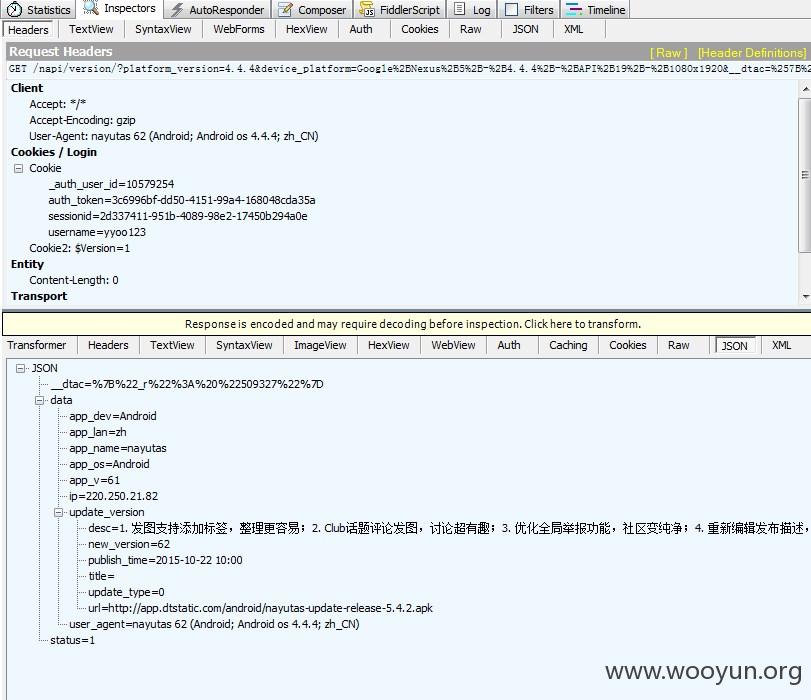 Statistics Inspectors AutoResponder Composer FiddlerScript Log Filters Timeline
Headers TextView SyntaxView WebForms HexView Auth Cookies Raw JSON XML
Request Headers [ Raw ] [Header Definitions]
GET /napi/version/?platform_version=4.4.4&device_platform=Google%2BNexus%2B5%2B-%2B4.4.4%2B-%2BAPI%2B19%2B-%2B1080x1920&__dtac=%257B%2
Client
Accept: */*
Accept-Encoding: gzip
User-Agent: nayutas 62 (Android; Android os 4.4.4; zh_CN)
Cookies / Login
Cookie
_auth_user_id=10579254
auth_token=3c6996bf-dd50-4151-99a4-168048cda35a
sessionid=2d337411-951b-4089-98e2-17450b294a0e
username=yyoo123
Cookie2: $Version=1
Entity
Content-Length: 0
Transport
Response is encoded and may require decoding before inspection. Click here to transform.
Transformer Headers TextView SyntaxView ImageView HexView WebView Auth Caching Cookies Raw JSON XML
JSON
__dtac=%7B%22_r%22%3A%20%22509327%22%7D
data
app_dev=Android
app_lan=zh
app_name=nayutas
app_os=Android
app_v=61
ip=220.250.21.82
update_version
desc=1. 发图支持添加标签，整理更容易；2. Club话题评论发图，讨论超有趣；3. 优化全局举报功能，社区变纯净；4. 重新编辑发布描述，
new_version=62
publish_time=2015-10-22 10:00
title=
update_type=0
url=http://app.dtstatic.com/android/nayutas-update-release-5.4.2.apk
user_agent=nayutas 62 (Android; Android os 4.4.4; zh_CN)
status=1
www.wooyun.org